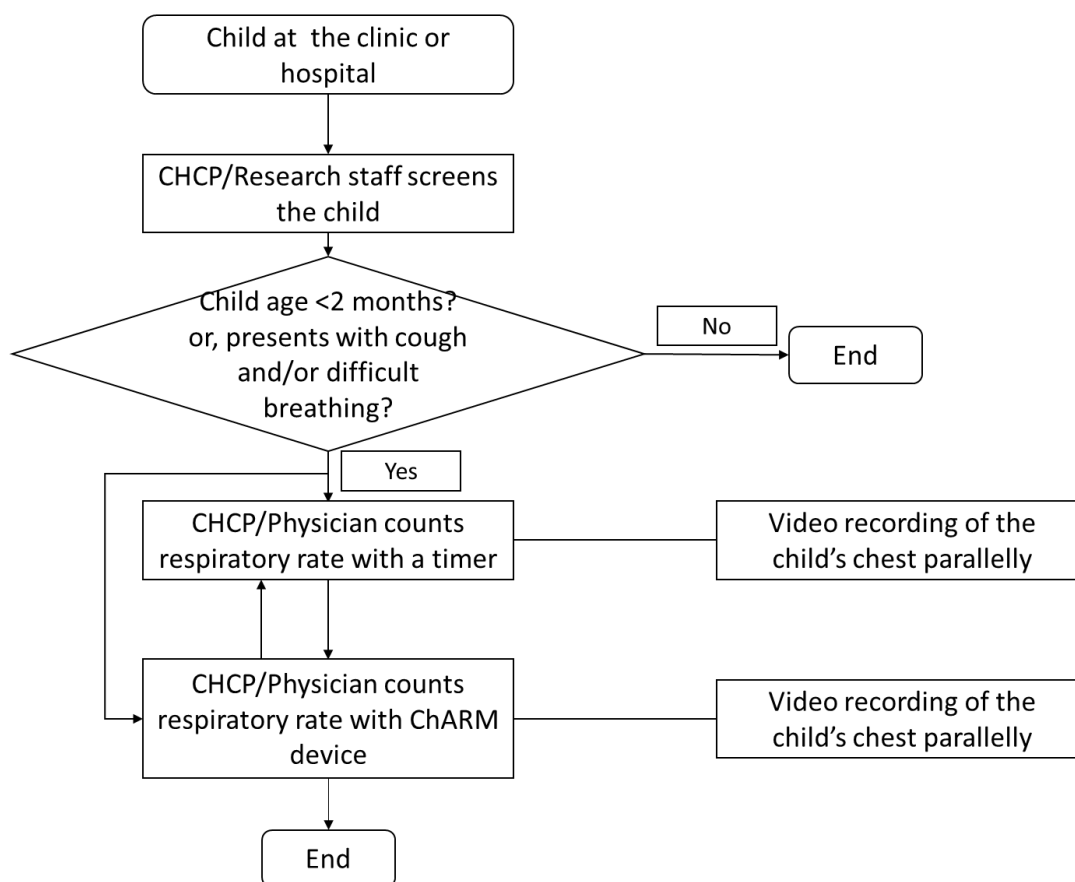 Child at the clinic or
hospital
CHCP/Research staff screens
the child
Child age <2 months?
or, presents with cough
and/or difficult
breathing?
No
End
Yes
CHCP/Physician counts
respiratory rate with a timer
Video recording of the
child's chest parallelly
CHCP/Physician counts
respiratory rate with ChARM
device
Video recording of the
child's chest parallelly
End